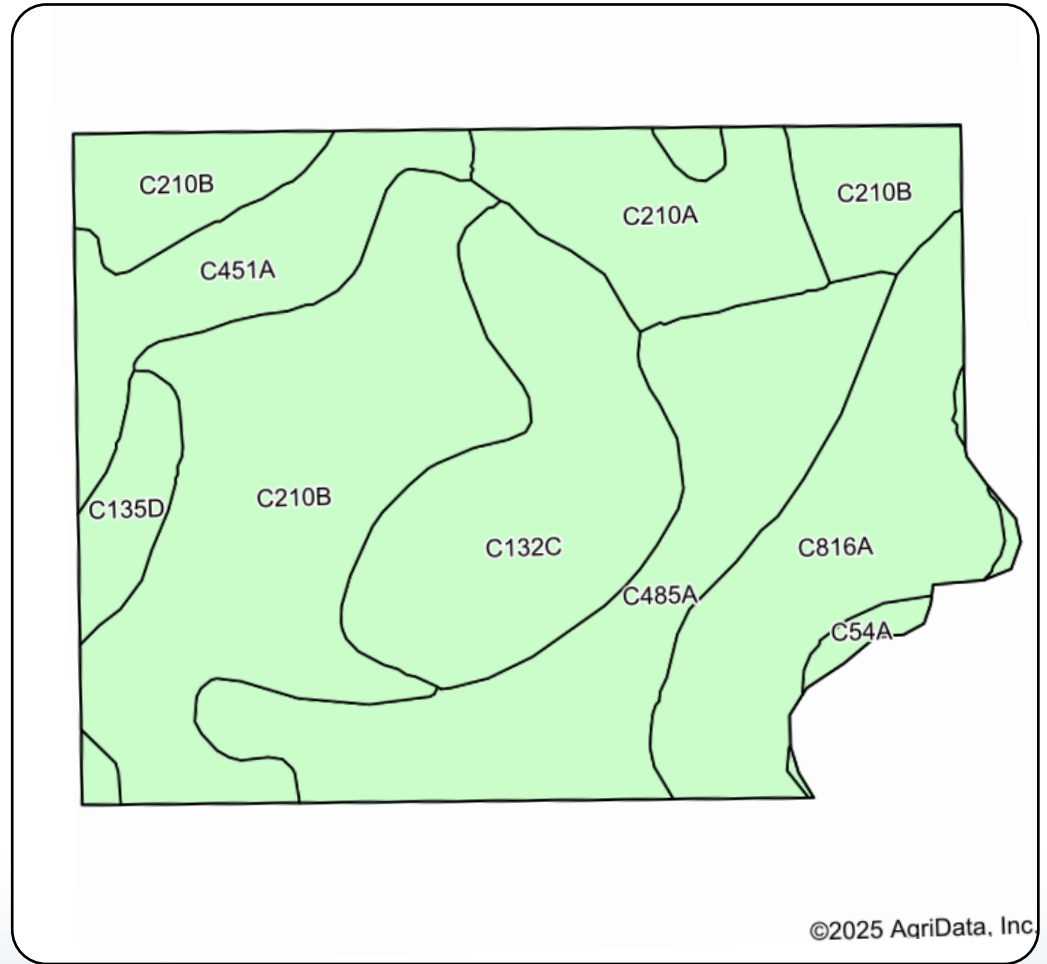 C210B
C210B
C210A
C451A
C210B
C135D
C132C
C816A
C485A
C54A
©2025 AgriData, Inc.